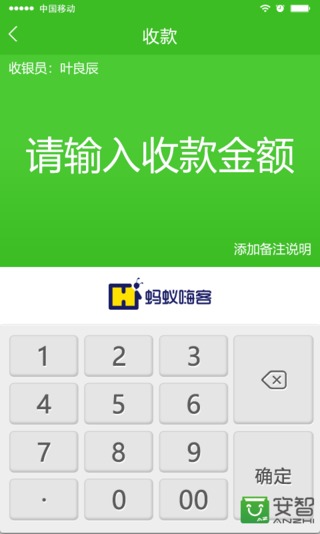 中国移动
收款
收银员：叶良辰
请输入收款金额
添加备注说明
H 蚂蚁嗨客
1 2 3
4 5 6
7 8 9
· 0 00
确定
安智
ANZHI